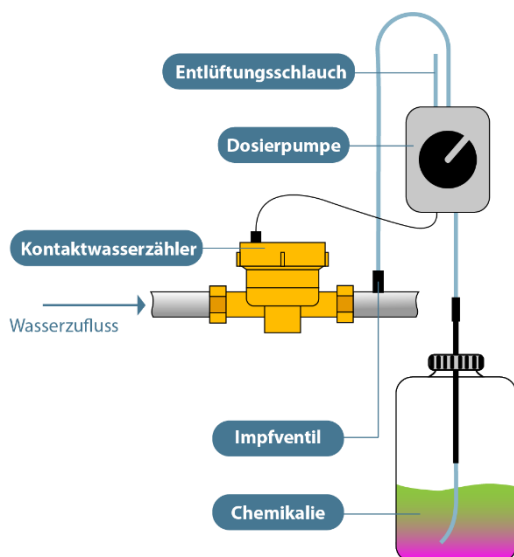 Entlüftungsschlauch
Dosierpumpe
Kontaktwasserzähler
Wasserzufluss
Impfventil
Chemikalie